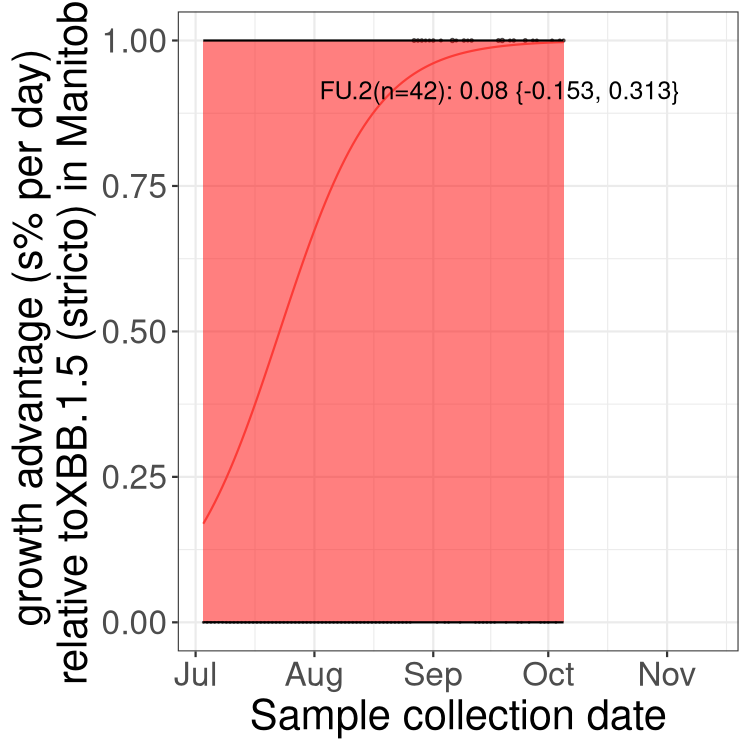 growth advantage (s% per day)
relative toXBB.1.5 (stricto) in Manitob
1.00
0.75
0.50
0.25
0.00
FU.2(n=42): 0.08 {-0.153, 0.313}
Jul Aug Sep Oct Nov
Sample collection date